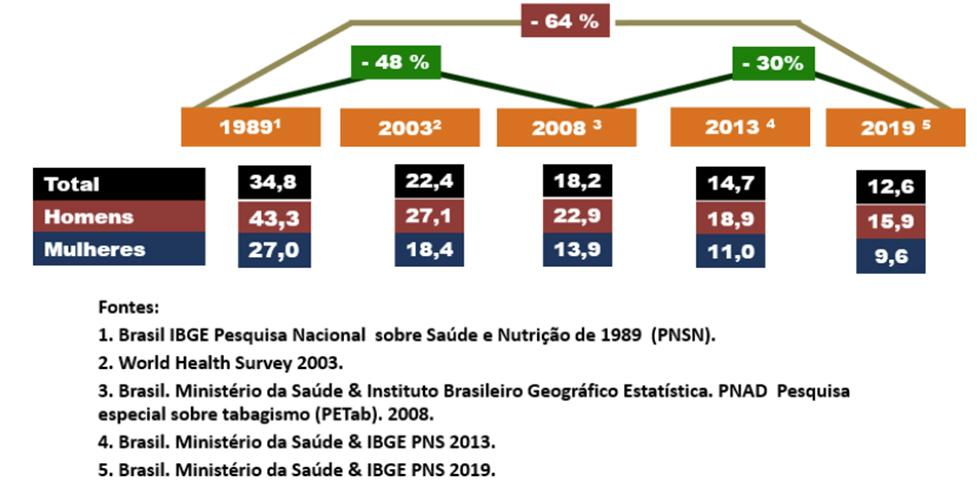 - 64 %
- 48 %
- 30%
1989¹ 2003² 2008 ³ 2013 ⁴ 2019 ⁵
Total 34,8 22,4 18,2 14,7 12,6
Homens 43,3 27,1 22,9 18,9 15,9
Mulheres 27,0 18,4 13,9 11,0 9,6
Fontes:
1. Brasil IBGE Pesquisa Nacional sobre Saúde e Nutrição de 1989 (PNSN).
2. World Health Survey 2003.
3. Brasil. Ministério da Saúde & Instituto Brasileiro Geográfico Estatística. PNAD Pesquisa
especial sobre tabagismo (PETab). 2008.
4. Brasil. Ministério da Saúde & IBGE PNS 2013.
5. Brasil. Ministério da Saúde & IBGE PNS 2019.